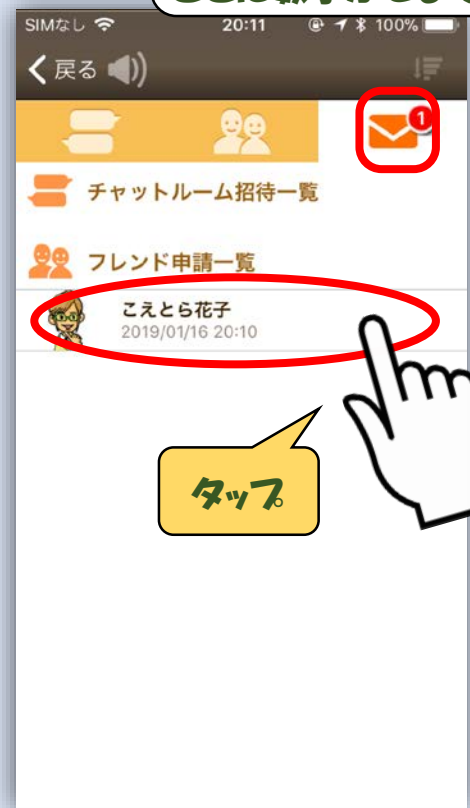 SIMなし 20:11 100%
戻る
1
チャットルーム招待一覧
フレンド申請一覧
こえとら花子
2019/01/16 20:10
タップ